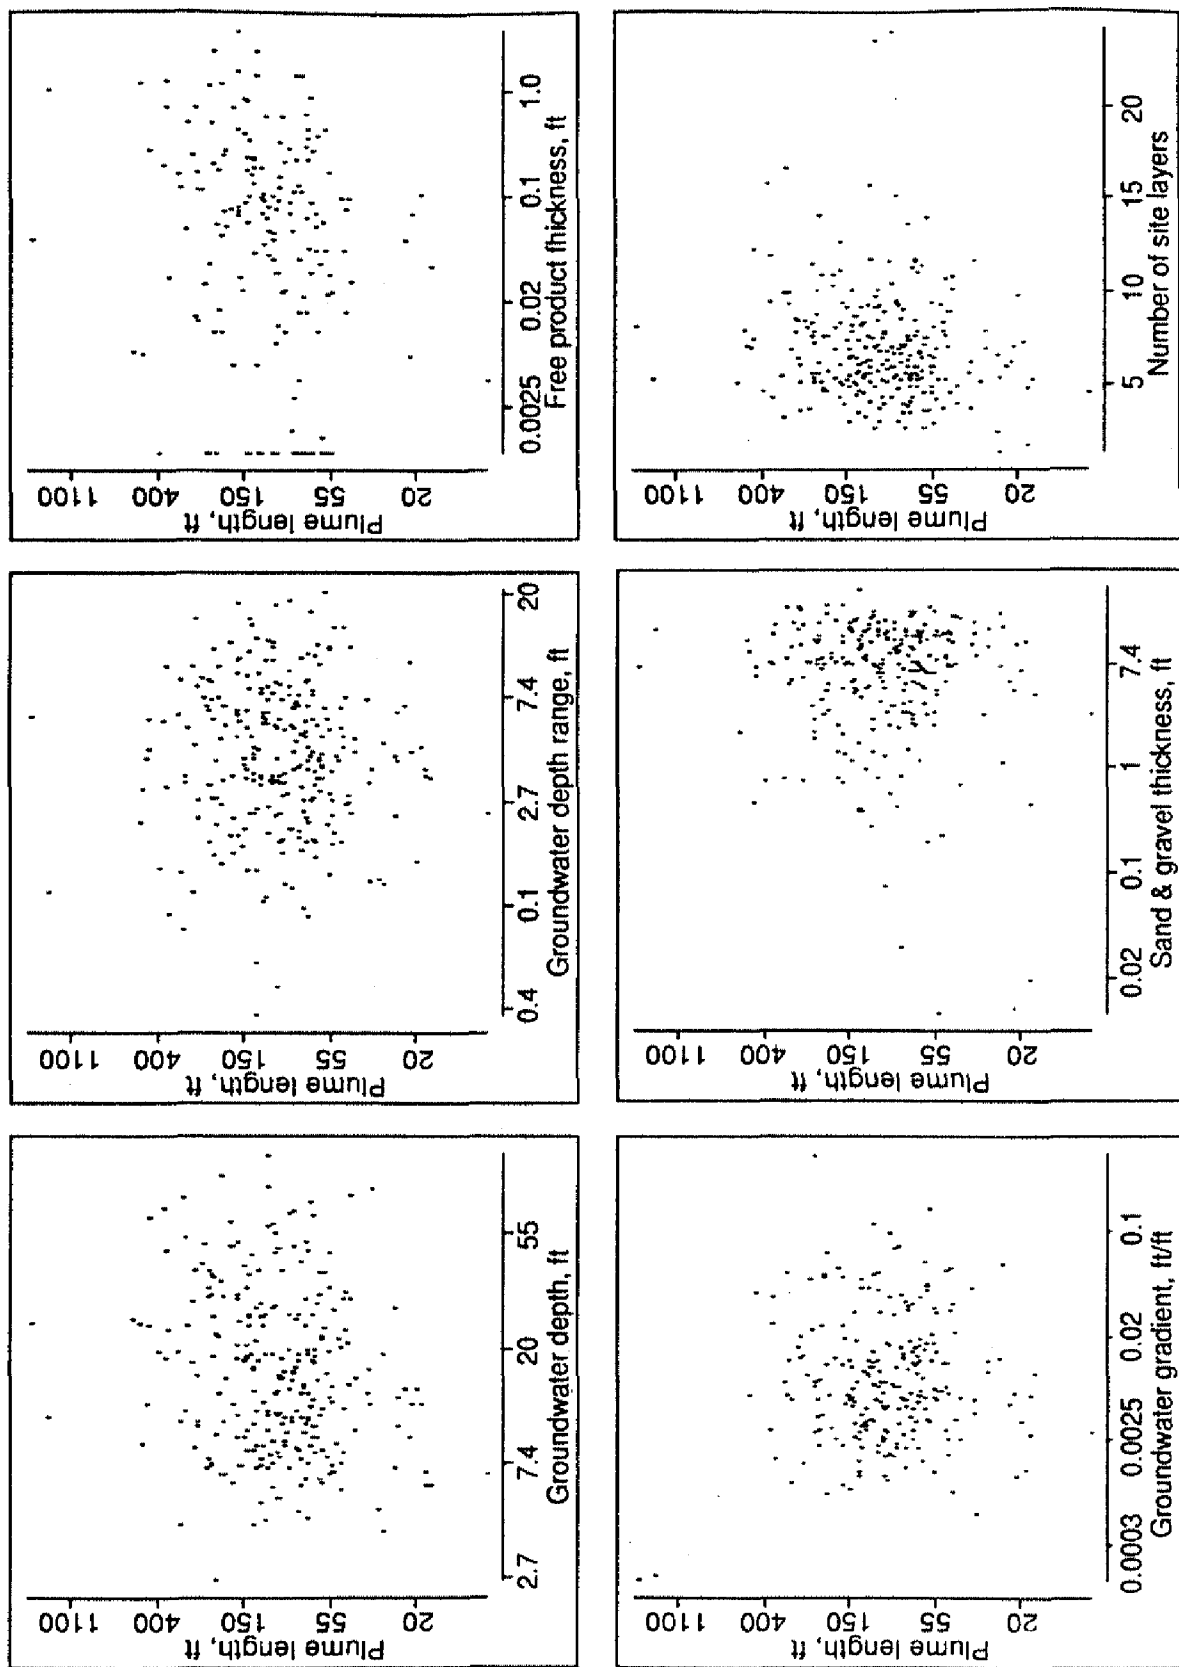 Plume length, ft
1100
400
150
55
20
2.7 7.4 20 55
Groundwater depth, ft
Plume length, ft
1100
400
150
55
20
0.4 0.1 2.7 7.4 20
Groundwater depth range, ft
Plume length, ft
1100
400
150
55
20
0.0025 0.02 0.1 1.0
Free product fhickness, ft
Plume length, ft
1100
400
150
55
20
0.0003 0.0025 0.02 0.1
Groundwater gradient, ft/ft
Plume length, ft
1100
400
150
55
20
0.02 0.1 1 7.4
Sand & gravel thickness, ft
Plume length, ft
1100
400
150
55
20
5 10 15 20
Number of site layers